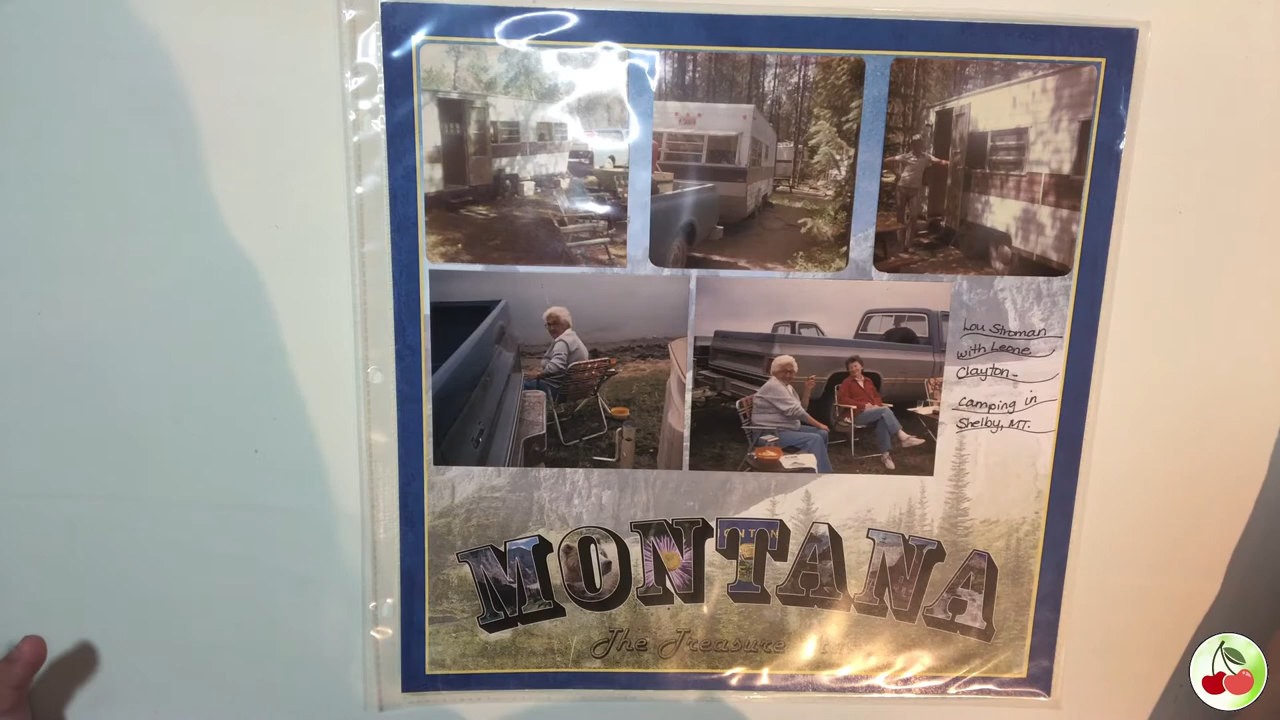 Lou Stroman
with Leone
Clayton-
camping in
Shelby, MT.
MONTANA
The Treasure